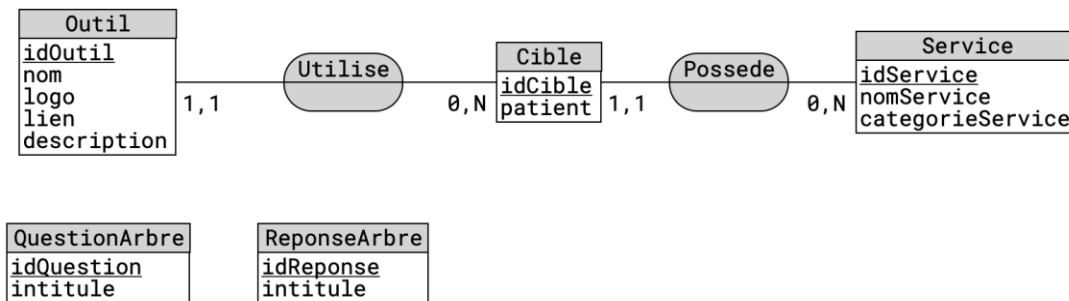 Outil
idOutil
nom
logo
lien
description
1,1
Utilise
0,N
Cible
idCible
patient
1,1
Possede
0,N
Service
idService
nomService
categorieService
QuestionArbre
idQuestion
intitule
ReponseArbre
idReponse
intitule